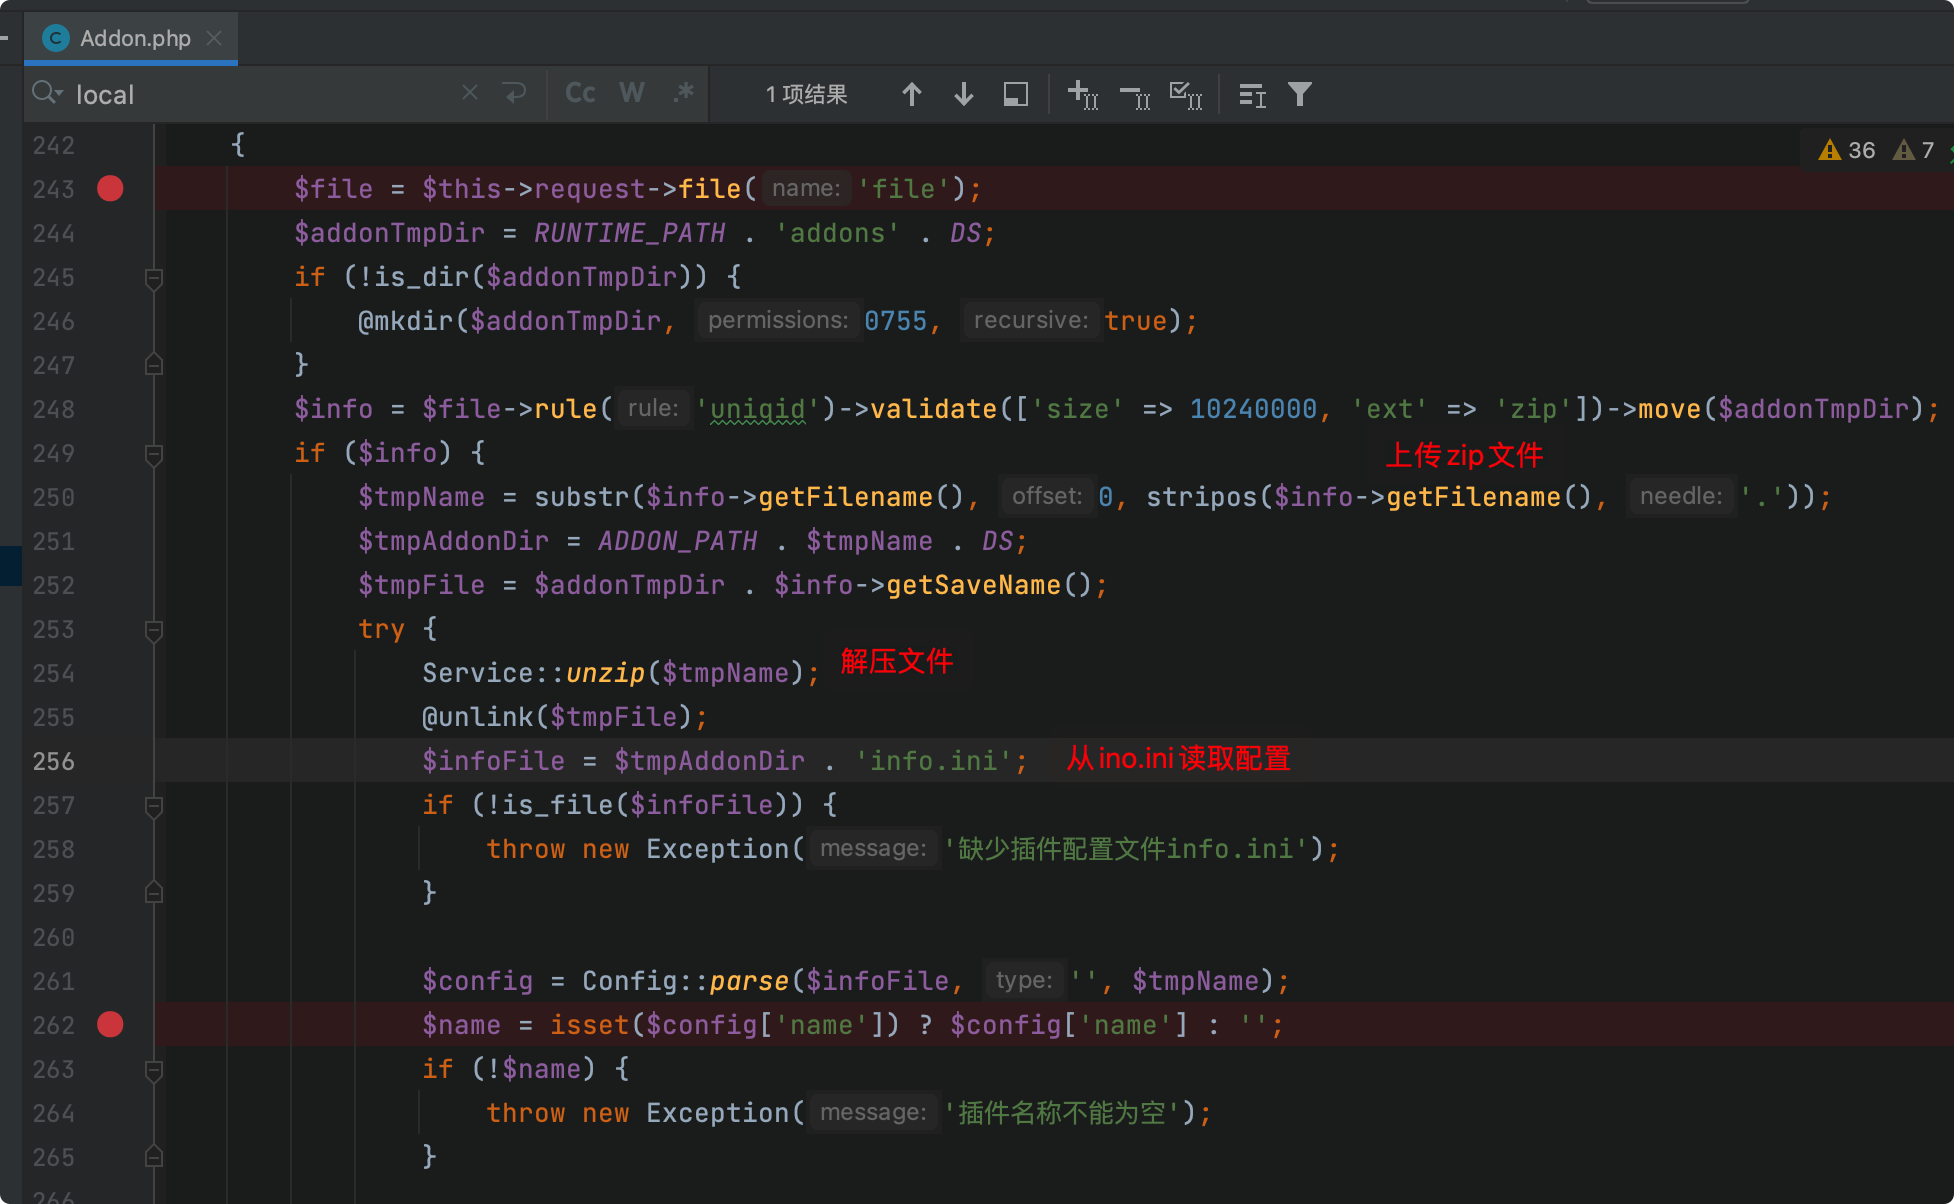 Addon.php
local
Cc W .*
1 项结果
242 {
36 7
243 $file = $this->request->file( name: 'file');
244 $addonTmpDir = RUNTIME_PATH . 'addons' . DS;
245 if (!is_dir($addonTmpDir)) {
246 @mkdir($addonTmpDir, permissions: 0755, recursive: true);
247 }
248 $info = $file->rule( rule: 'uniqid')->validate(['size' => 10240000, 'ext' => 'zip'])->move($addonTmpDir);
249 if ($info) {
上传zip文件
250 $tmpName = substr($info->getFilename(), offset: 0, stripos($info->getFilename(), needle: '.'));
251 $tmpAddonDir = ADDON_PATH . $tmpName . DS;
252 $tmpFile = $addonTmpDir . $info->getSaveName();
253 try {
254 Service::unzip($tmpName); 解压文件
255 @unlink($tmpFile);
256 $infoFile = $tmpAddonDir . 'info.ini'; 从ino.ini读取配置
257 if (!is_file($infoFile)) {
258 throw new Exception( message: '缺少插件配置文件info.ini');
259 }
260
261 $config = Config::parse($infoFile, type: '', $tmpName);
262 $name = isset($config['name']) ? $config['name'] : '';
263 if (!$name) {
264 throw new Exception( message: '插件名称不能为空');
265 }
266